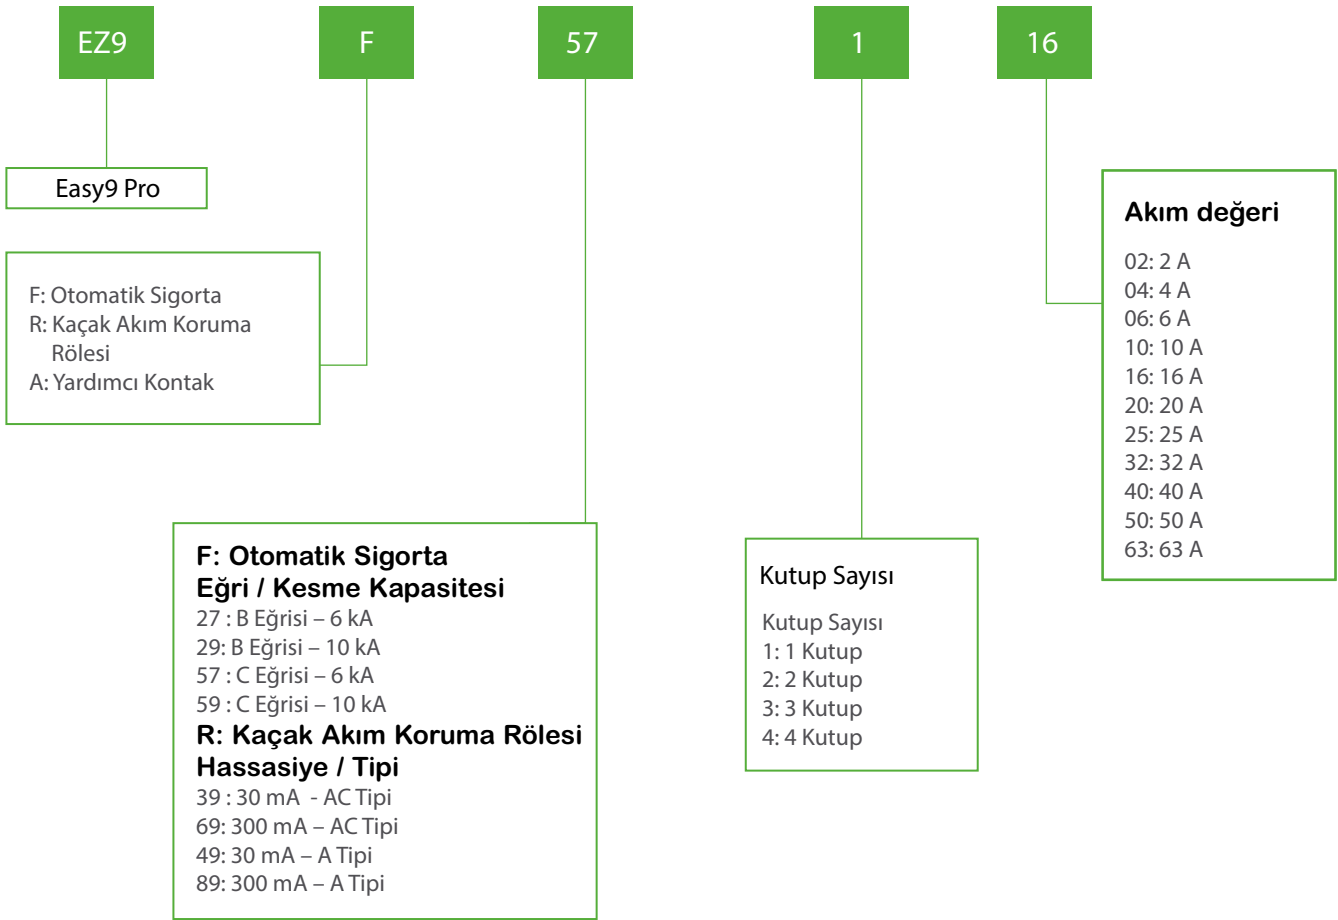 EZ9
F
57
1
16
Easy9 Pro
F: Otomatik Sigorta
R: Kaçak Akım Koruma
Rölesi
A: Yardımcı Kontak
F: Otomatik Sigorta
Eğri / Kesme Kapasitesi
27 : B Eğrisi – 6 kA
29: B Eğrisi – 10 kA
57 : C Eğrisi – 6 kA
59 : C Eğrisi – 10 kA
R: Kaçak Akım Koruma Rölesi
Hassasiye / Tipi
39 : 30 mA - AC Tipi
69: 300 mA – AC Tipi
49: 30 mA – A Tipi
89: 300 mA – A Tipi
Kutup Sayısı
Kutup Sayısı
1: 1 Kutup
2: 2 Kutup
3: 3 Kutup
4: 4 Kutup
Akım değeri
02: 2 A
04: 4 A
06: 6 A
10: 10 A
16: 16 A
20: 20 A
25: 25 A
32: 32 A
40: 40 A
50: 50 A
63: 63 A